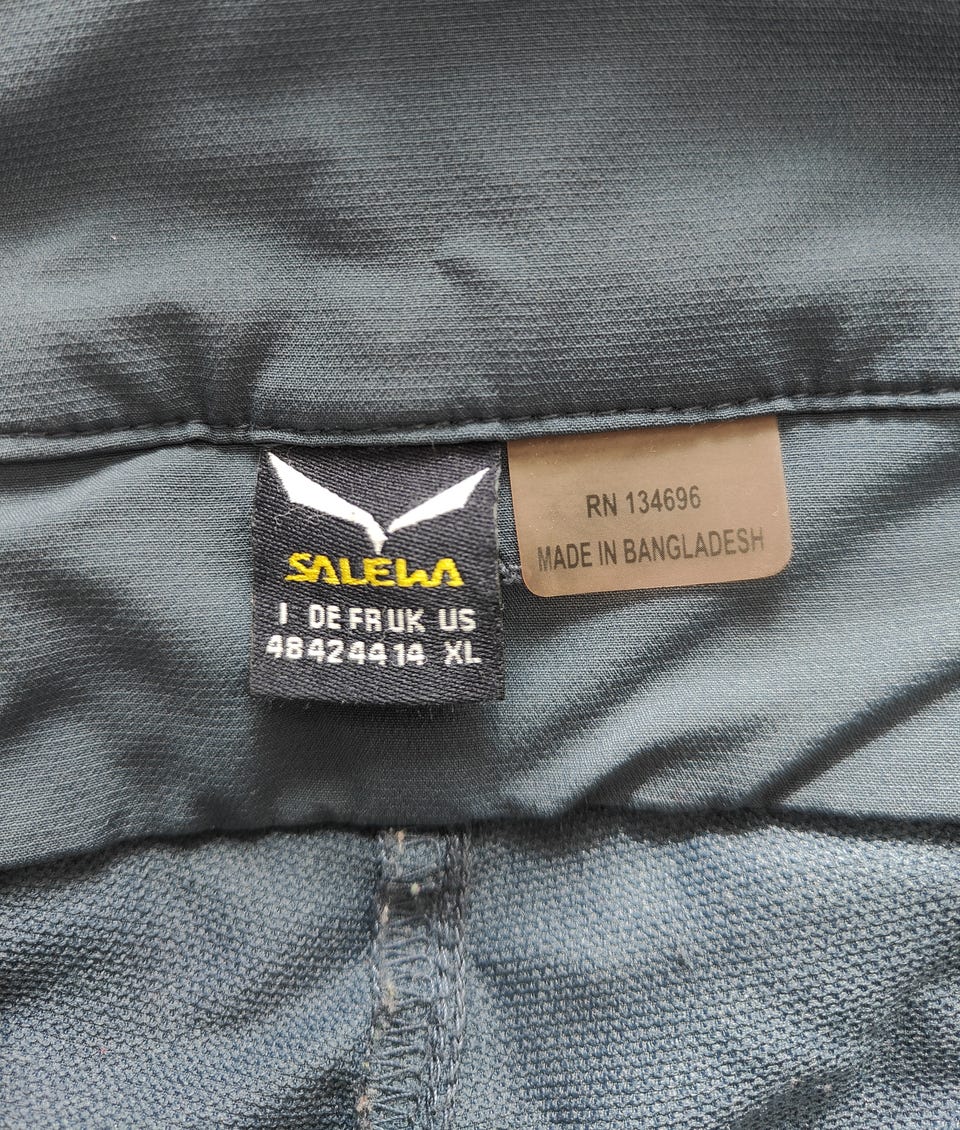 SALEWA
I DE FR UK US
48 42 44 14 XL
RN 134696
MADE IN BANGLADESH